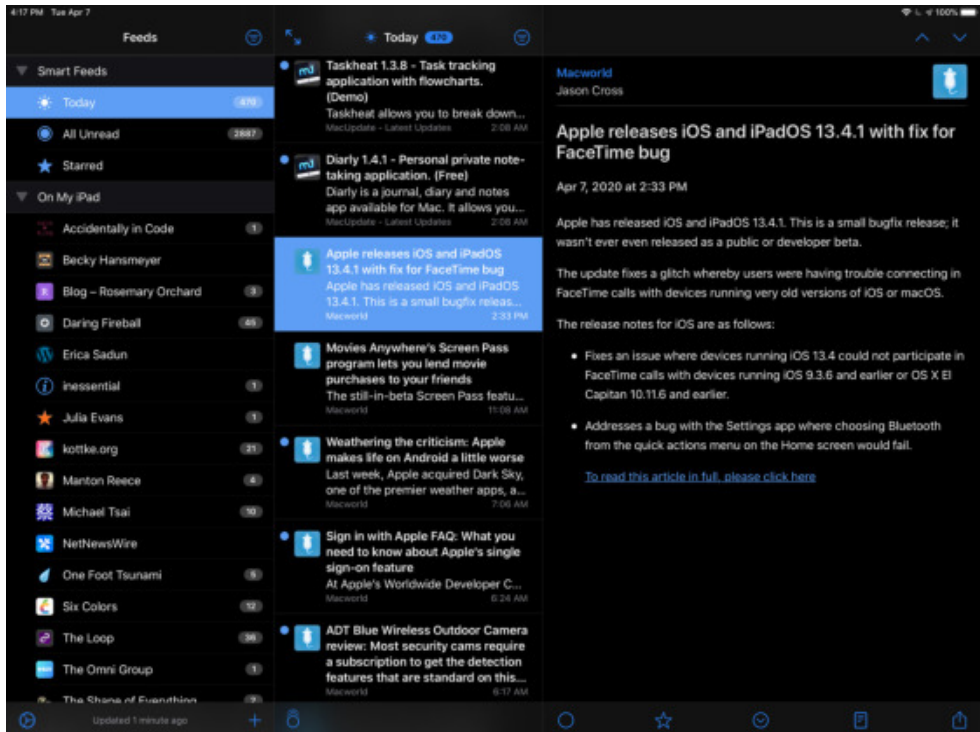 4:17 PM Tue Apr 7
100%
Feeds
Smart Feeds
Today 470
All Unread 2887
Starred
On My iPad
Accidentally in Code 1
Becky Hansmeyer
Blog – Rosemary Orchard 3
Daring Fireball 45
Erica Sadun
inessential 1
Julia Evans 1
kottke.org 21
Manton Reece 4
Michael Tsai 10
NetNewsWire
One Foot Tsunami 5
Six Colors 12
The Loop 36
The Omni Group 1
The Shape of Everything
Updated 1 minute ago
Today 470
Taskheat 1.3.8 - Task tracking
application with flowcharts.
(Demo)
Taskheat allows you to break down...
MacUpdate - Latest Updates 2:08 AM
Diarly 1.4.1 - Personal private note-
taking application. (Free)
Diarly is a journal, diary and notes
app available for Mac. It allows you...
MacUpdate - Latest Updates 2:08 AM
Apple releases iOS and iPadOS
13.4.1 with fix for FaceTime bug
Apple has released iOS and iPadOS
13.4.1. This is a small bugfix releas...
Macworld 2:33 PM
Movies Anywhere's Screen Pass
program lets you lend movie
purchases to your friends
The still-in-beta Screen Pass featu...
Macworld 11:08 AM
Weathering the criticism: Apple
makes life on Android a little worse
Last week, Apple acquired Dark Sky,
one of the premier weather apps, a...
Macworld 7:06 AM
Sign in with Apple FAQ: What you
need to know about Apple's single
sign-on feature
At Apple's Worldwide Developer C...
Macworld 6:24 AM
ADT Blue Wireless Outdoor Camera
review: Most security cams require
a subscription to get the detection
features that are standard on this...
Macworld 6:17 AM
Macworld
Jason Cross
Apple releases iOS and iPadOS 13.4.1 with fix for
FaceTime bug
Apr 7, 2020 at 2:33 PM
Apple has released iOS and iPadOS 13.4.1. This is a small bugfix release; it
wasn't ever even released as a public or developer beta.
The update fixes a glitch whereby users were having trouble connecting in
FaceTime calls with devices running very old versions of iOS or macOS.
The release notes for iOS are as follows:
• Fixes an issue where devices running iOS 13.4 could not participate in
FaceTime calls with devices running iOS 9.3.6 and earlier or OS X El
Capitan 10.11.6 and earlier.
• Addresses a bug with the Settings app where choosing Bluetooth
from the quick actions menu on the Home screen would fail.
To read this article in full, please click here